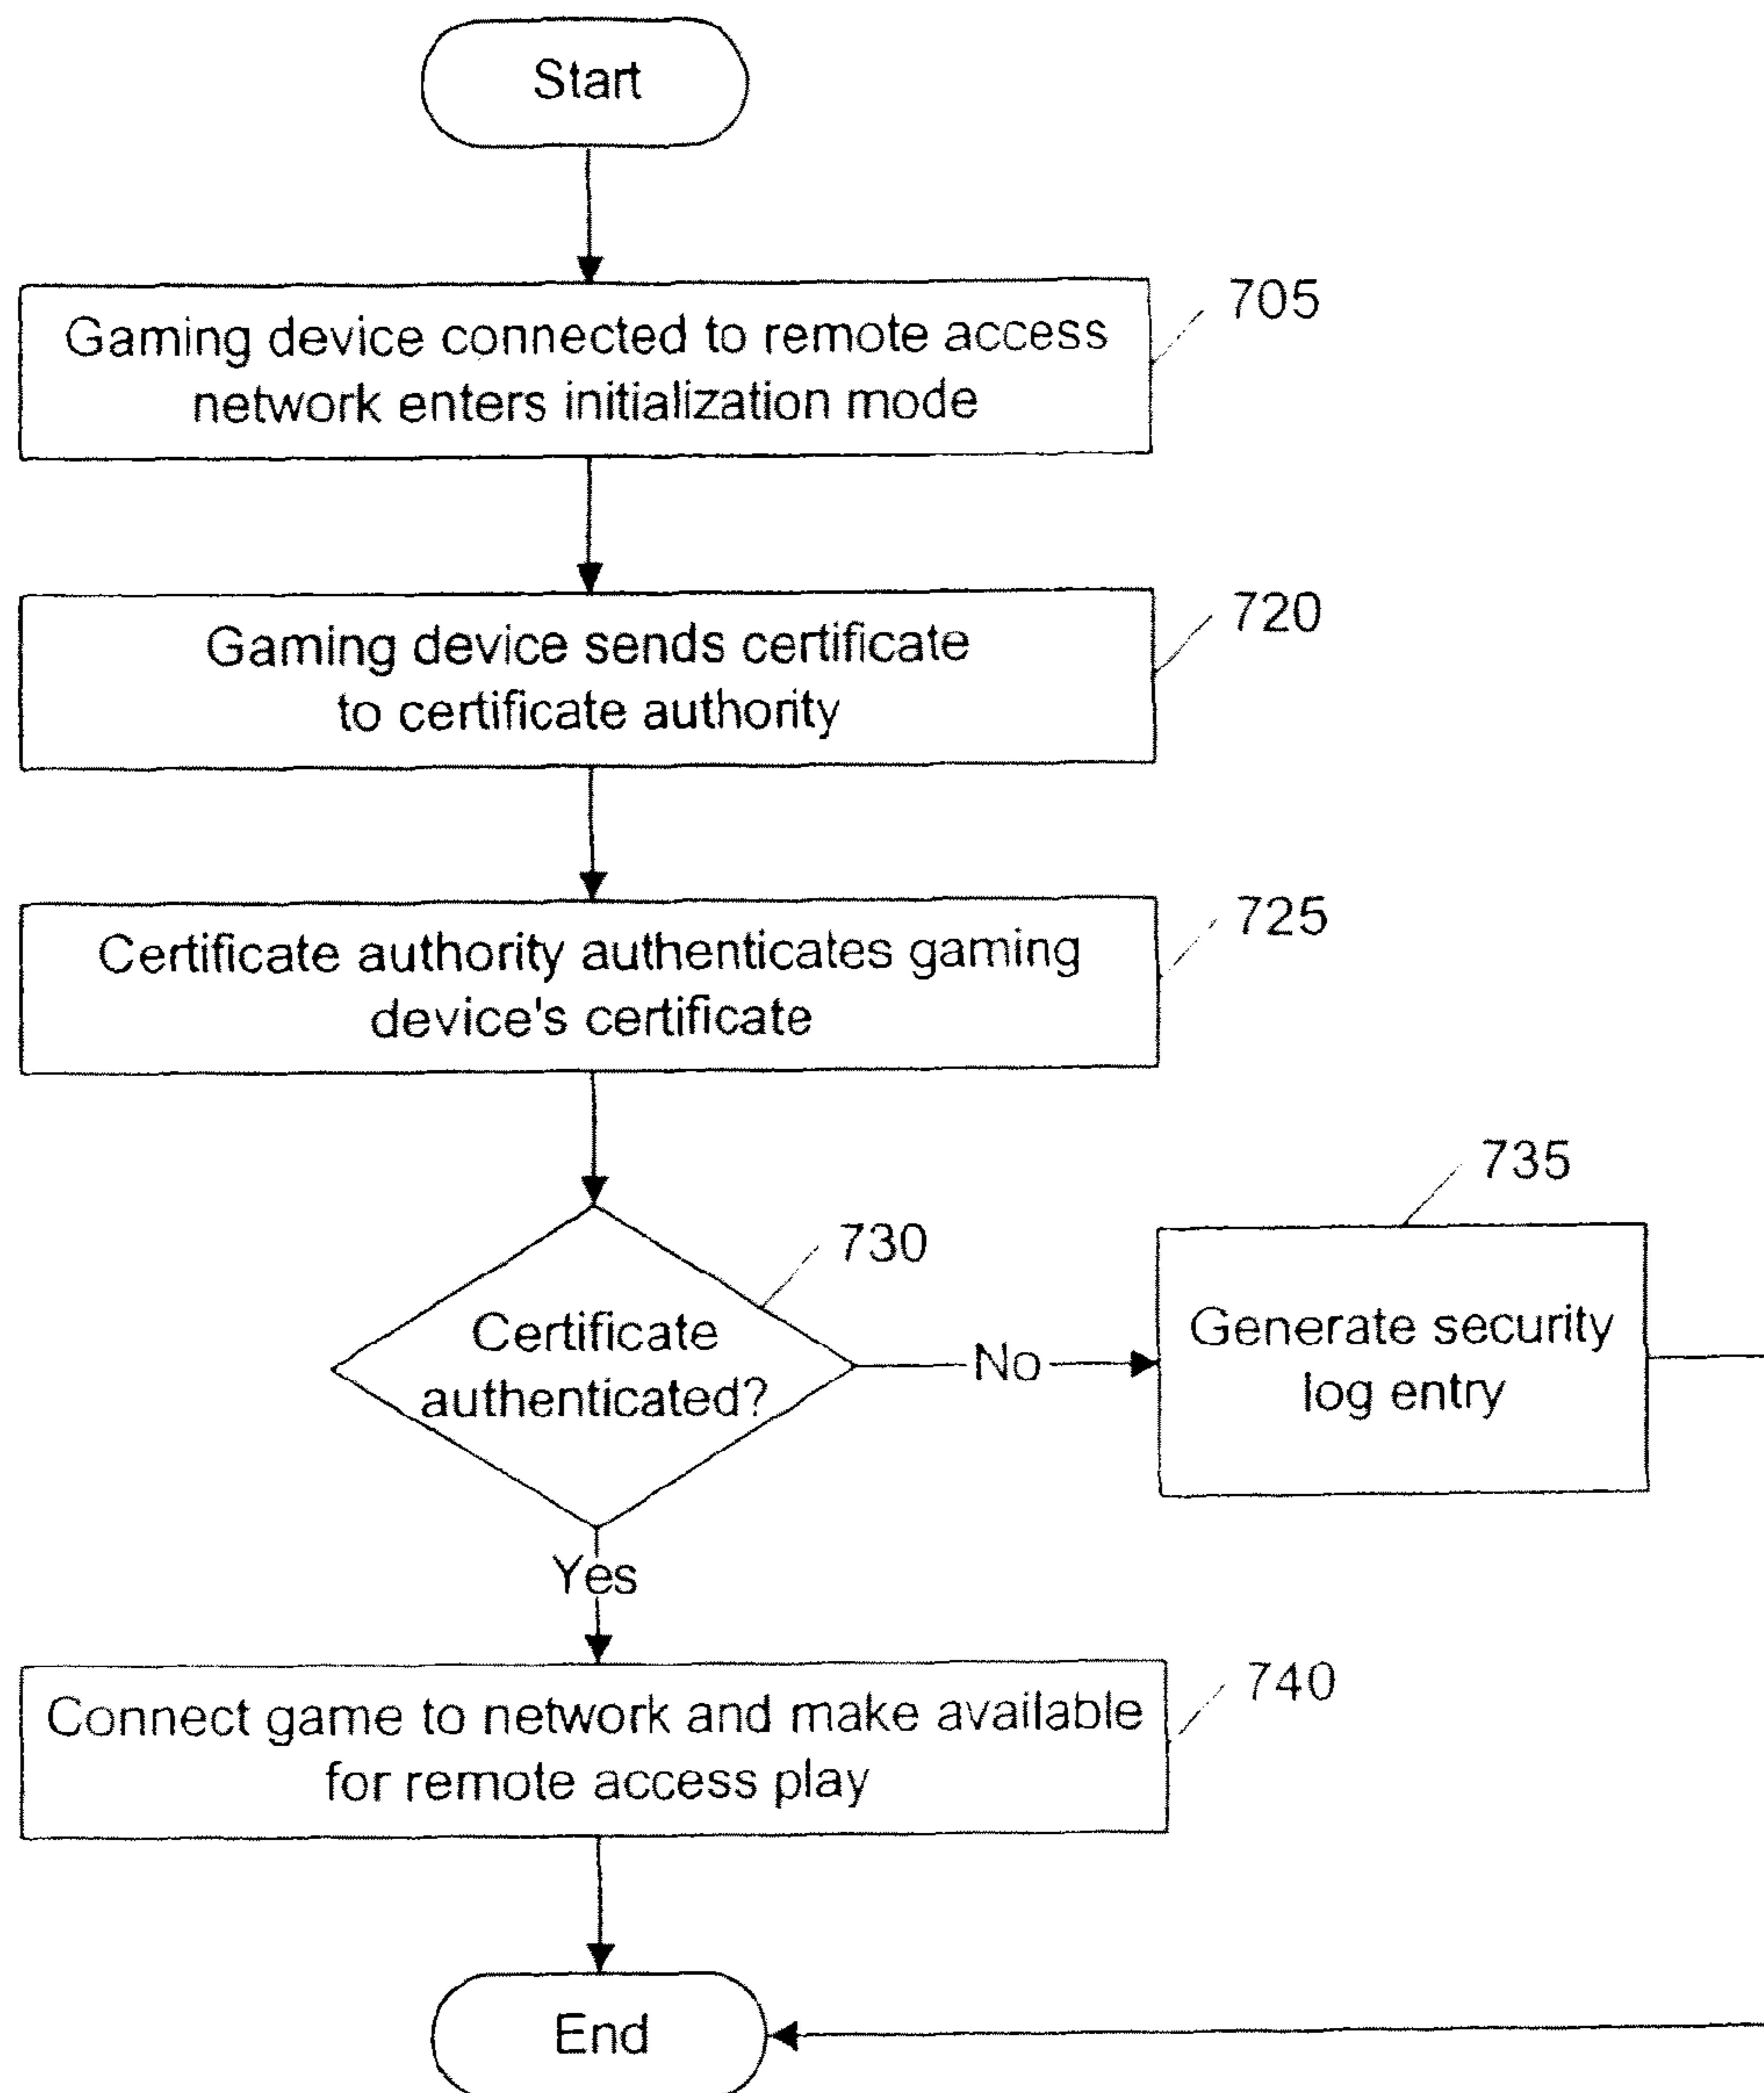 Start
Gaming device connected to remote access
network enters initialization mode
705
Gaming device sends certificate
to certificate authority
720
Certificate authority authenticates gaming
device's certificate
725
Certificate
authenticated?
730
No
735
Generate security
log entry
Yes
Connect game to network and make available
for remote access play
740
End